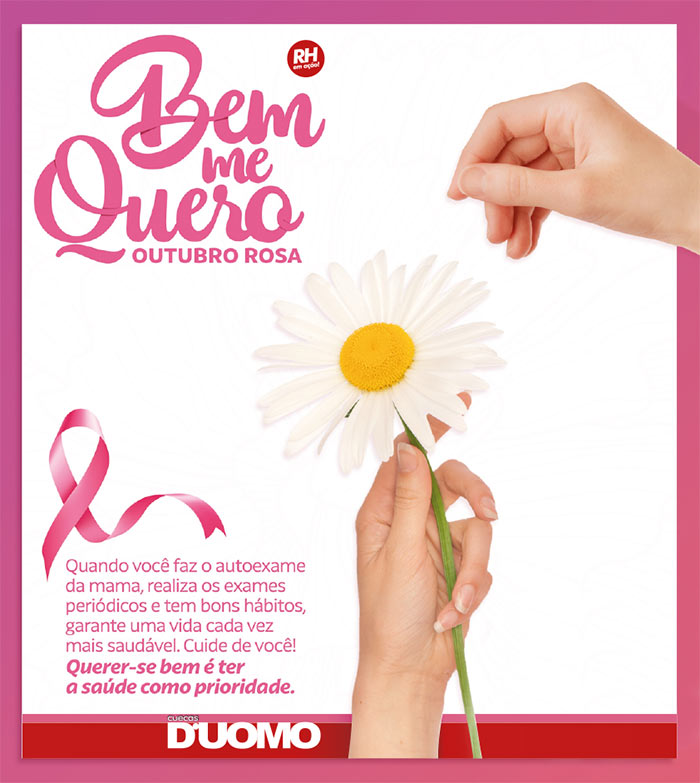 RH
em ação!
Bem
me
Quero
OUTUBRO ROSA
Quando você faz o autoexame
da mama, realiza os exames
periódicos e tem bons hábitos,
garante uma vida cada vez
mais saudável. Cuide de você!
Querer-se bem é ter
a saúde como prioridade.
cuecas
D'UOMO